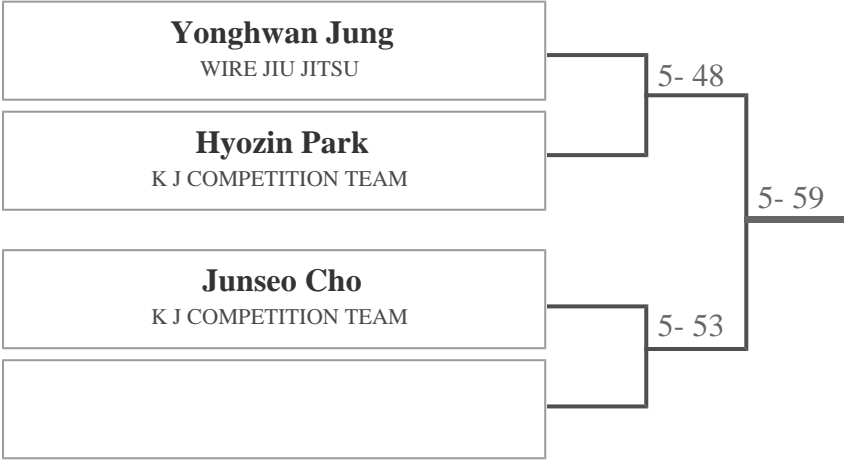 Yonghwan Jung
WIRE JIU JITSU
5- 48
Hyozin Park
K J COMPETITION TEAM
5- 59
Junseo Cho
K J COMPETITION TEAM
5- 53